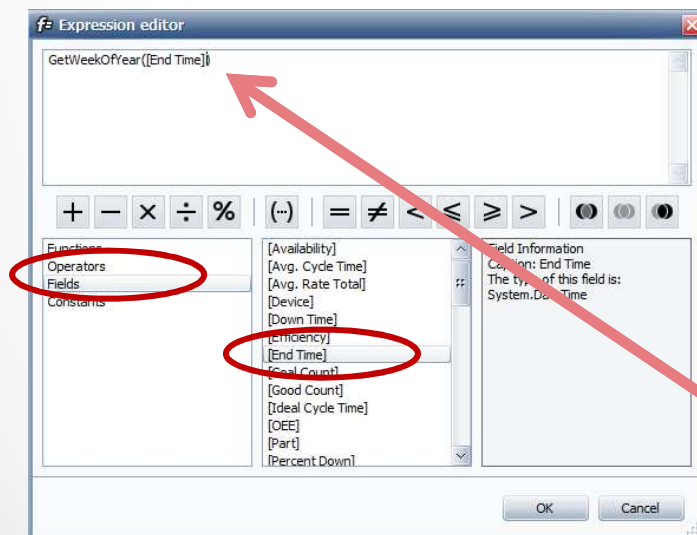 Expression editor
GetWeekOfYear([End Time])
+ − × ÷ % (...) = ≠ < ≤ ≥ >
Functions
Operators
Fields
Constants
[Availability]
[Avg. Cycle Time]
[Avg. Rate Total]
[Device]
[Down Time]
[Efficiency]
[End Time]
[Goal Count]
[Good Count]
[Ideal Cycle Time]
[OEE]
[Part]
[Percent Down]
Field Information
Caption: End Time
The type of this field is:
System.DateTime
OK Cancel